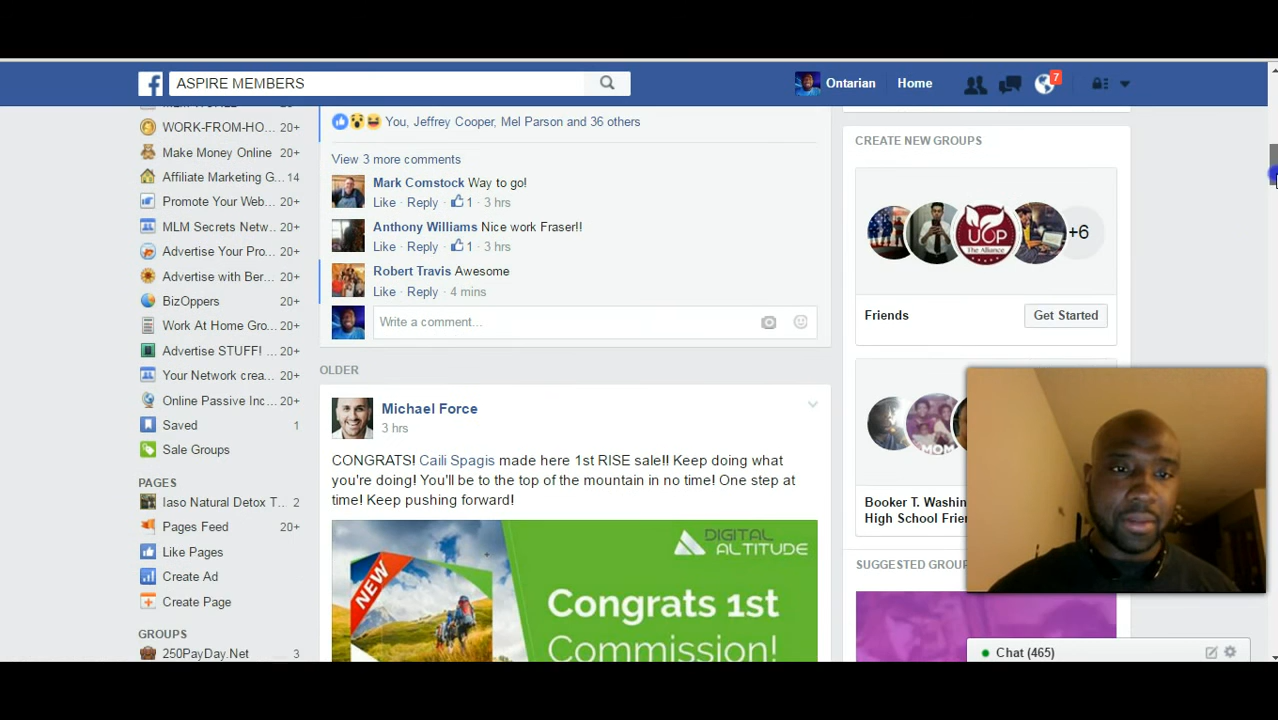 ASPIRE MEMBERS
Ontarian
Home
7
20+
WORK-FROM-HO... 20+
Make Money Online 20+
Affiliate Marketing G... 14
Promote Your Web... 20+
MLM Secrets Netw... 20+
Advertise Your Pro... 20+
Advertise with Ber... 20+
BizOppers 20+
Work At Home Gro... 20+
Advertise STUFF! ... 20+
Your Network crea... 20+
Online Passive Inc... 20+
Saved 1
Sale Groups
PAGES
Iaso Natural Detox T... 2
Pages Feed 20+
Like Pages
Create Ad
Create Page
GROUPS
250PayDay.Net 3
You, Jeffrey Cooper, Mel Parson and 36 others
View 3 more comments
Mark Comstock Way to go!
Like · Reply · 1 · 3 hrs
Anthony Williams Nice work Fraser!!
Like · Reply · 1 · 3 hrs
Robert Travis Awesome
Like · Reply · 4 mins
Write a comment...
OLDER
Michael Force
3 hrs
CONGRATS! Caili Spagis made here 1st RISE sale!! Keep doing what
you're doing! You'll be to the top of the mountain in no time! One step at
time! Keep pushing forward!
NEW
DIGITAL
ALTITUDE
Congrats 1st
Commission!
CREATE NEW GROUPS
UOP
The Alliance
+6
Friends
Get Started
MOM
Booker T. Washin
High School Frie
SUGGESTED GROUP
Chat (465)